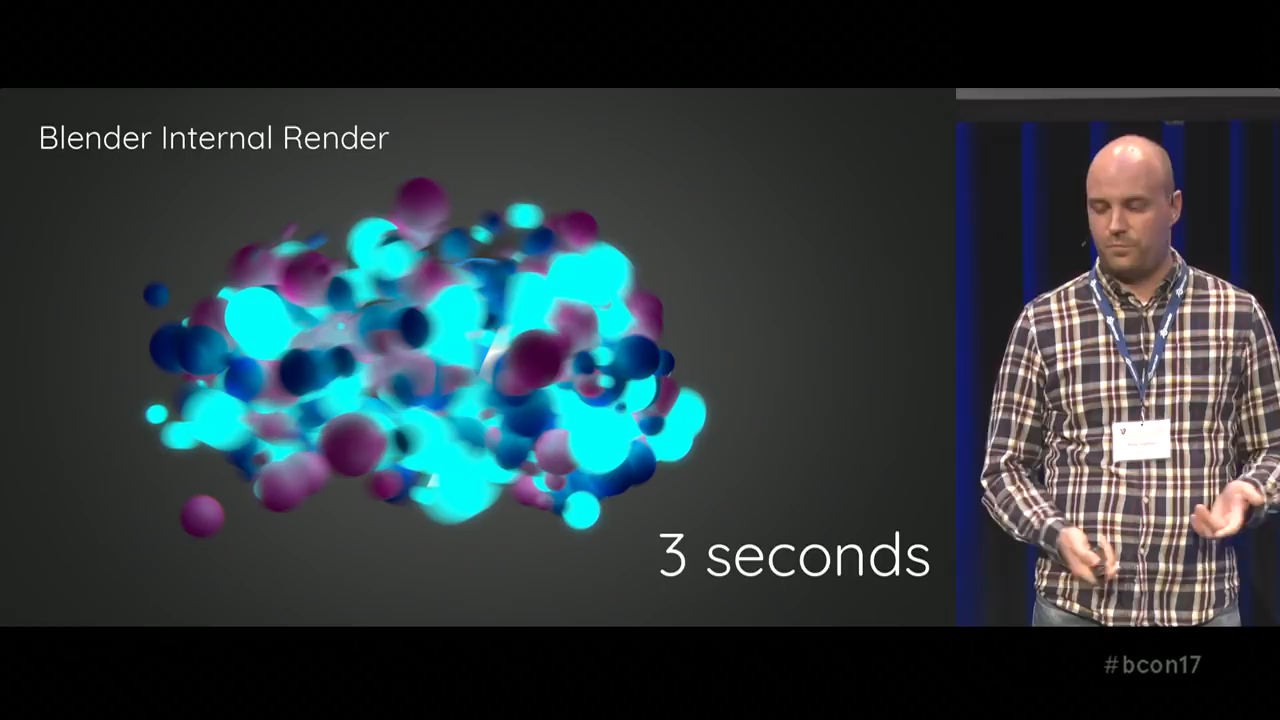 Blender Internal Render
3 seconds
#bcon17